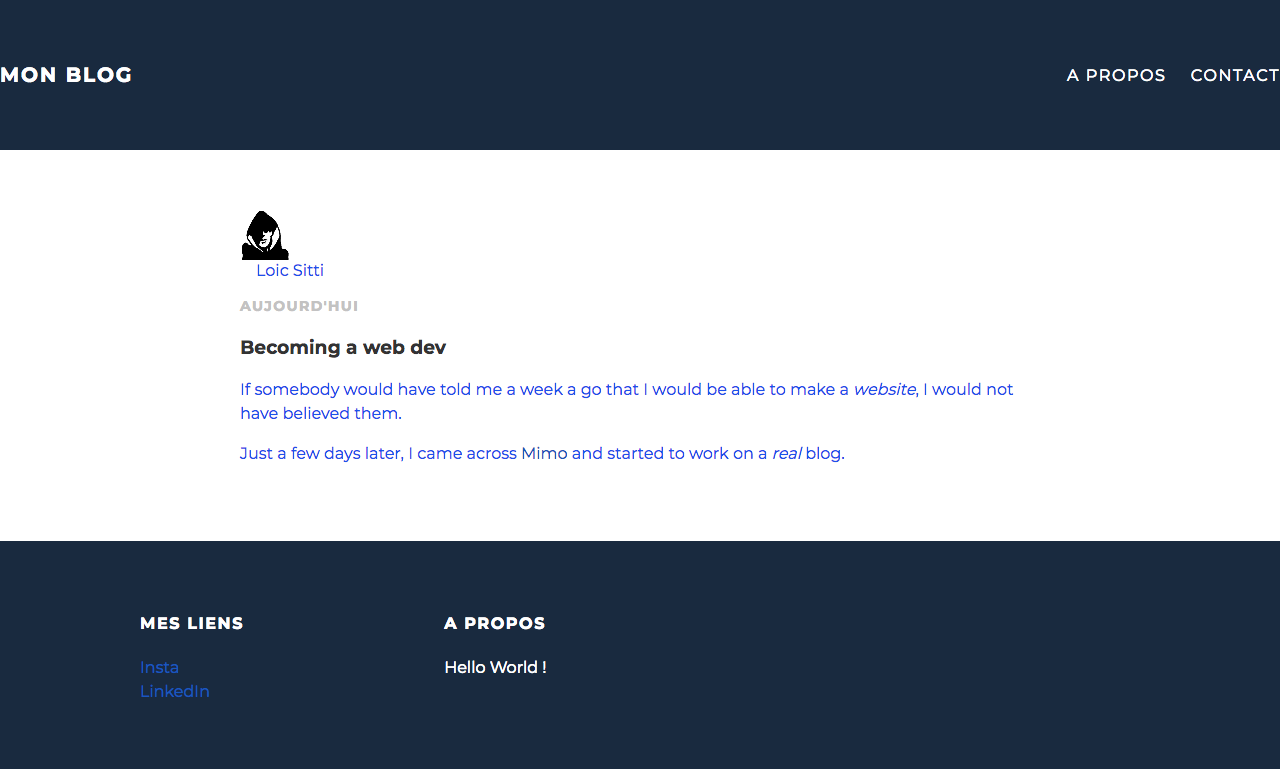 MON BLOG
A PROPOS CONTACT
Loic Sitti
AUJOURD'HUI
Becoming a web dev
If somebody would have told me a week a go that I would be able to make a website, I would not
have believed them.
Just a few days later, I came across Mimo and started to work on a real blog.
MES LIENS
Insta
LinkedIn
A PROPOS
Hello World !